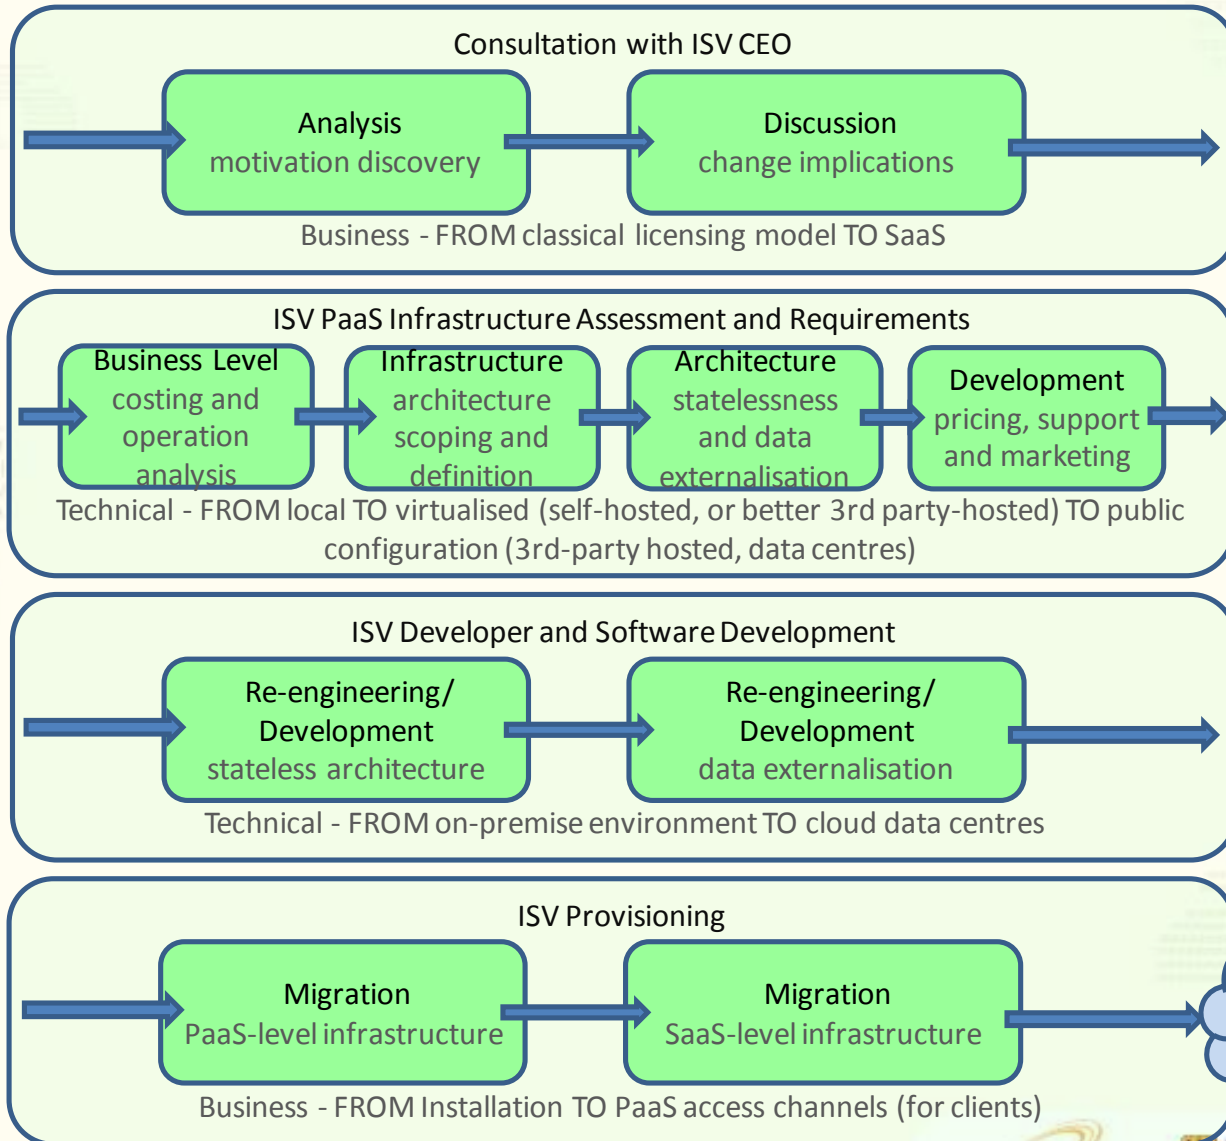 Consultation with ISV CEO
Analysis
motivation discovery
Discussion
change implications
Business - FROM classical licensing model TO SaaS
ISV PaaS Infrastructure Assessment and Requirements
Business Level
costing and
operation
analysis
Infrastructure
architecture
scoping and
definition
Architecture
statelessness
and data
externalisation
Development
pricing, support
and marketing
Technical - FROM local TO virtualised (self-hosted, or better 3rd party-hosted) TO public
configuration (3rd-party hosted, data centres)
ISV Developer and Software Development
Re-engineering/
Development
stateless architecture
Re-engineering/
Development
data externalisation
Technical - FROM on-premise environment TO cloud data centres
ISV Provisioning
Migration
PaaS-level infrastructure
Migration
SaaS-level infrastructure
Business - FROM Installation TO PaaS access channels (for clients)